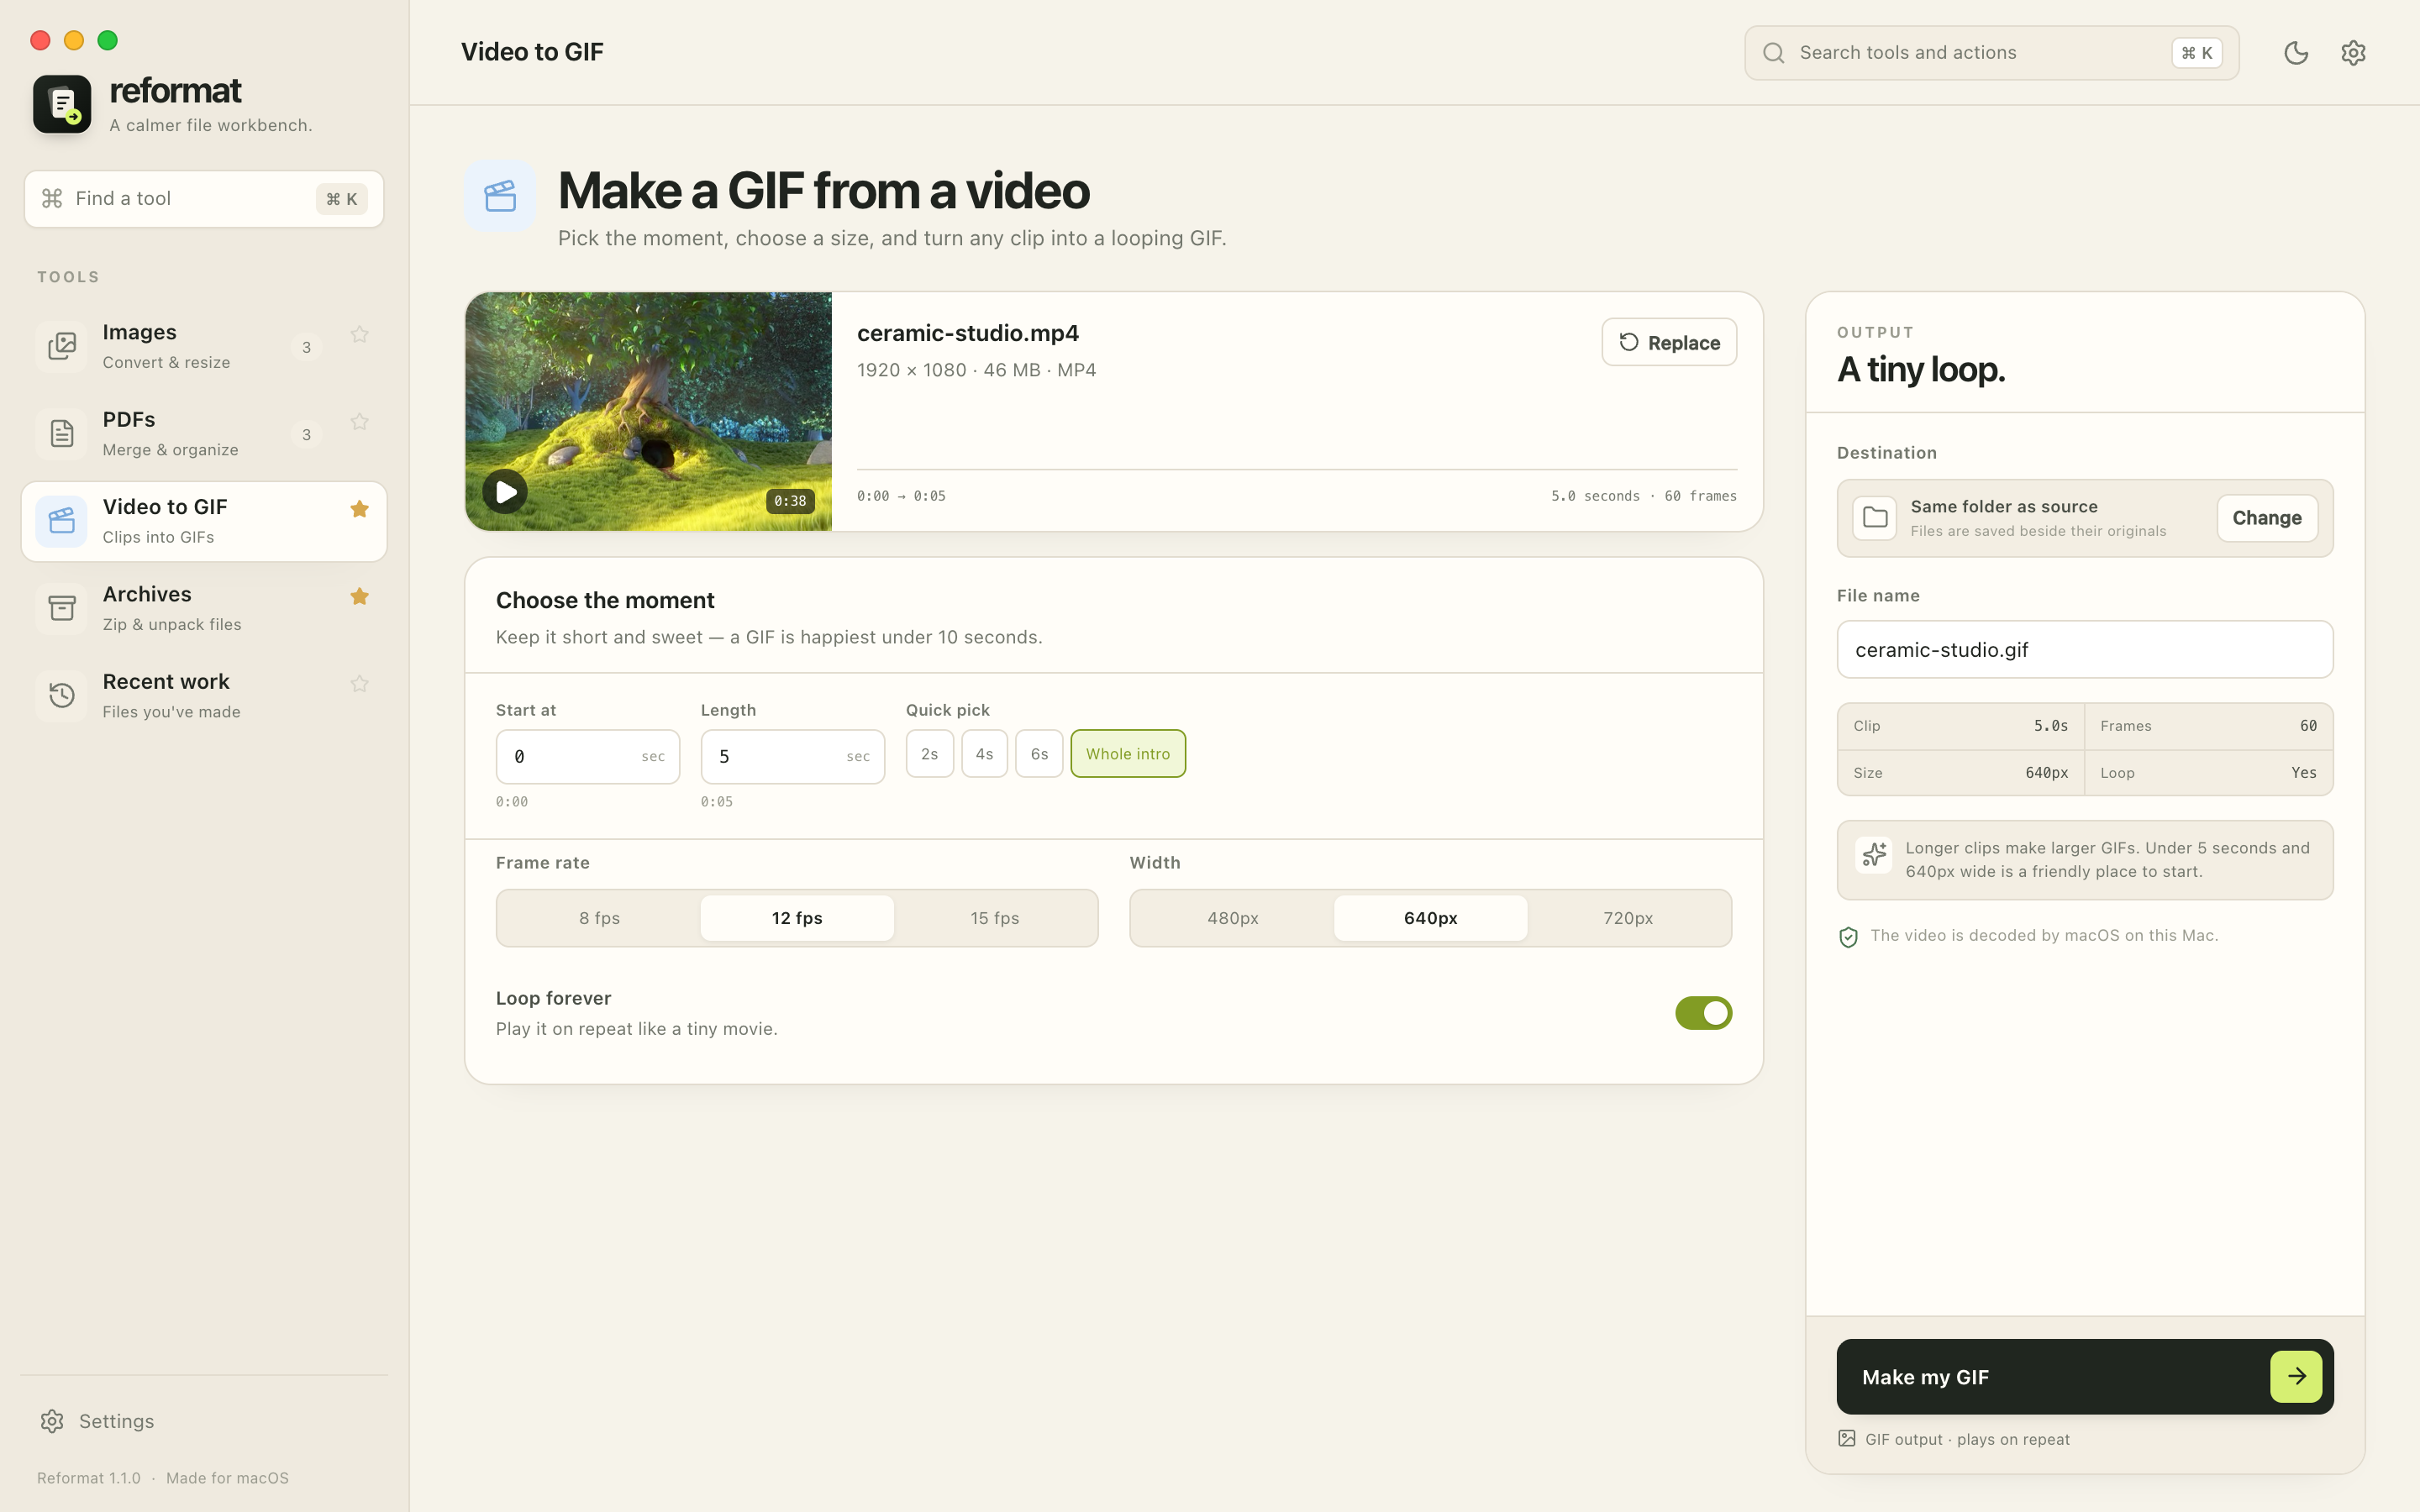 reformat
A calmer file workbench.
Find a tool
⌘ K
TOOLS
Images
Convert & resize
3
PDFs
Merge & organize
3
Video to GIF
Clips into GIFs
Archives
Zip & unpack files
Recent work
Files you've made
Settings
Reformat 1.1.0 · Made for macOS
Video to GIF
Search tools and actions
⌘ K
Make a GIF from a video
Pick the moment, choose a size, and turn any clip into a looping GIF.
0:38
ceramic-studio.mp4
1920 × 1080 · 46 MB · MP4
Replace
0:00 → 0:05
5.0 seconds · 60 frames
Choose the moment
Keep it short and sweet — a GIF is happiest under 10 seconds.
Start at
0 sec
0:00
Length
5 sec
0:05
Quick pick
2s
4s
6s
Whole intro
Frame rate
8 fps
12 fps
15 fps
Width
480px
640px
720px
Loop forever
Play it on repeat like a tiny movie.
OUTPUT
A tiny loop.
Destination
Same folder as source
Files are saved beside their originals
Change
File name
ceramic-studio.gif
Clip 5.0s
Frames 60
Size 640px
Loop Yes
Longer clips make larger GIFs. Under 5 seconds and
640px wide is a friendly place to start.
The video is decoded by macOS on this Mac.
Make my GIF
GIF output · plays on repeat